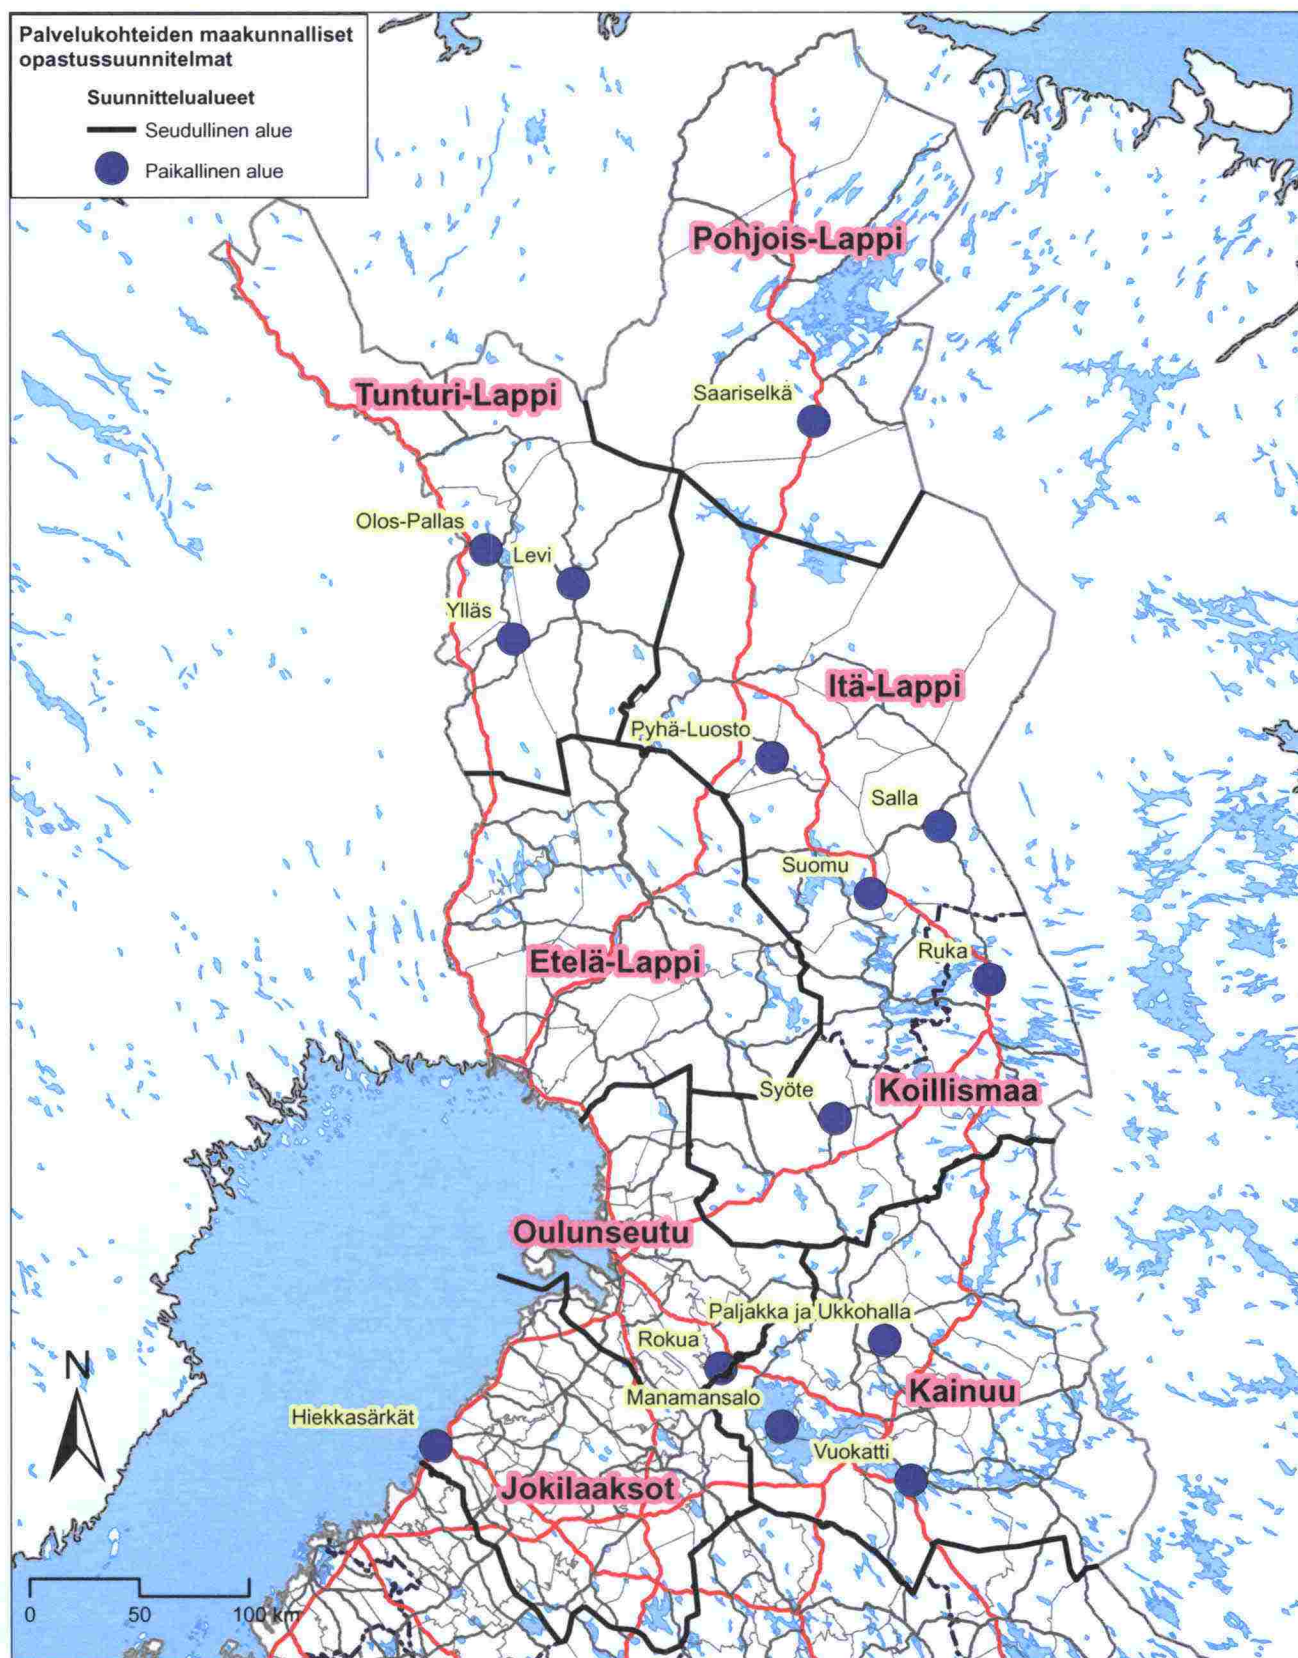 Palvelukohteiden maakunnalliset
opastussuunnitelmat
Suunnittelualueet
Seudullinen alue
Paikallinen alue
Pohjois-Lappi
Tunturi-Lappi
Saariselkä
Olos-Pallas
Levi
Ylläs
Itä-Lappi
Pyhä-Luosto
Salla
Suomu
Ruka
Etelä-Lappi
Syöte
Koillismaa
Oulunseutu
Paljakka ja Ukkohalla
Rokua
Manamansalo
Kainuu
Hiekkasärkät
Vuokatti
Jokilaaksot
N
0 50 100 km